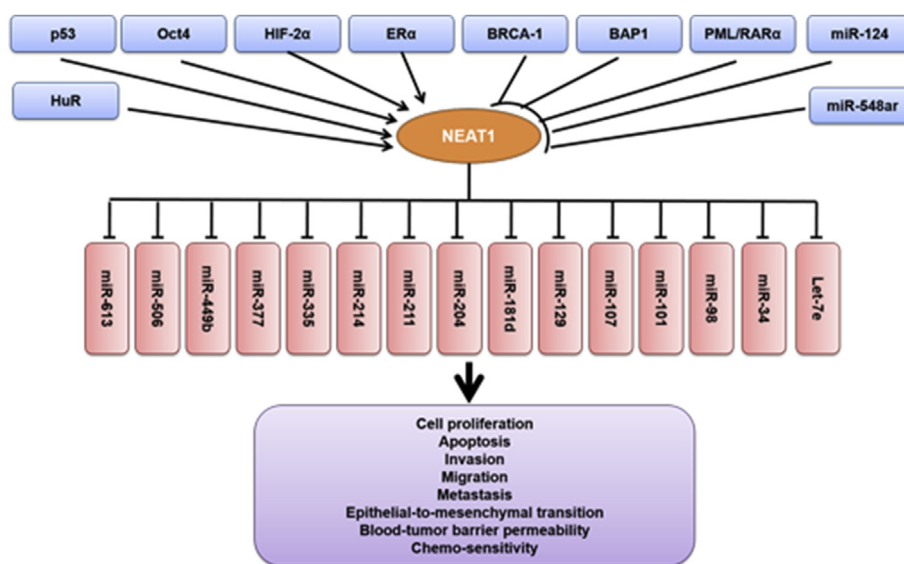 p53
Oct4
HIF-2α
ERα
BRCA-1
BAP1
PML/RARα
miR-124
HuR
miR-548ar
NEAT1
miR-613
miR-506
miR-449b
miR-377
miR-335
miR-214
miR-211
miR-204
miR-181d
miR-129
miR-107
miR-101
miR-98
miR-34
Let-7e
Cell proliferation
Apoptosis
Invasion
Migration
Metastasis
Epithelial-to-mesenchymal transition
Blood-tumor barrier permeability
Chemo-sensitivity